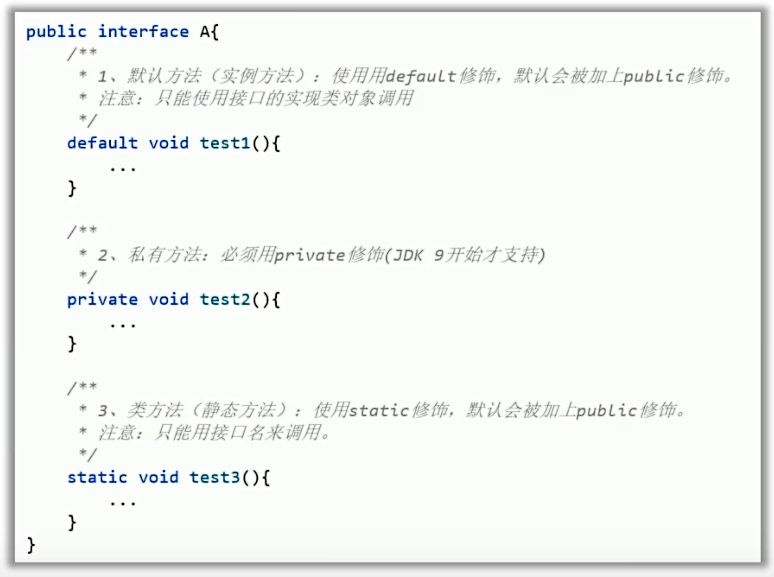 public interface A{
/**
* 1、默认方法（实例方法）：使用用default修饰，默认会被加上public修饰。
* 注意：只能使用接口的实现类对象调用
*/
default void test1(){
...
}
/**
* 2、私有方法：必须用private修饰(JDK 9开始才支持)
*/
private void test2(){
...
}
/**
* 3、类方法（静态方法）：使用static修饰，默认会被加上public修饰。
* 注意：只能用接口名来调用。
*/
static void test3(){
...
}
}